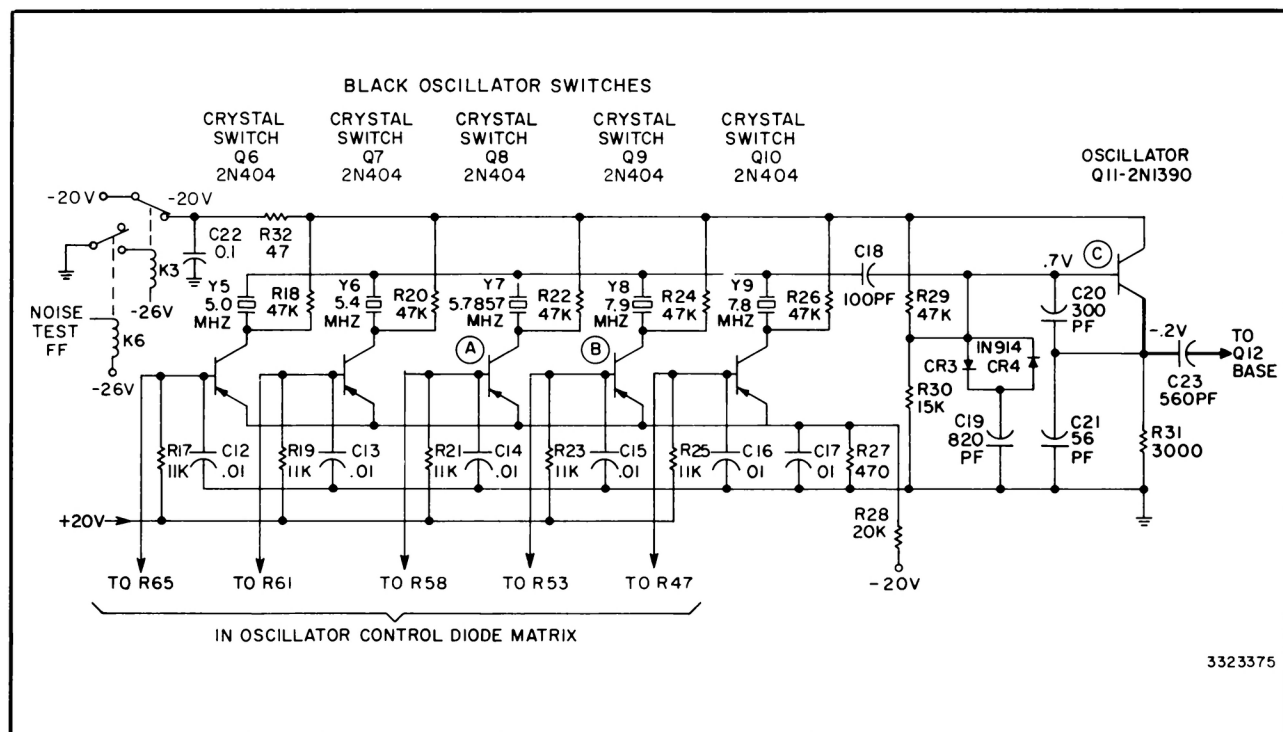 BLACK OSCILLATOR SWITCHES
CRYSTAL
SWITCH
Q6
2N404
CRYSTAL
SWITCH
Q7
2N404
CRYSTAL
SWITCH
Q8
2N404
CRYSTAL
SWITCH
Q9
2N404
CRYSTAL
SWITCH
Q10
2N404
OSCILLATOR
Q11-2N1390
-20V
-20V
C22
0.1
R32
47
K3
-26V
NOISE
TEST
FF
K6
-26V
Y5
5.0
MHZ
R18
47K
Y6
5.4
MHZ
R20
47K
Y7
5.7857
MHZ
R22
47K
Y8
7.9
MHZ
R24
47K
Y9
7.8
MHZ
R26
47K
C18
100PF
R29
47K
.7V
C
C20
300
PF
A
B
IN914
CR3
CR4
-.2V
TO
Q12
BASE
C23
560PF
R30
15K
C19
820
PF
C21
56
PF
R31
3000
R17
11K
C12
.01
R19
11K
C13
.01
R21
11K
C14
.01
R23
11K
C15
.01
R25
11K
C16
01
C17
01
R27
470
R28
20K
-20V
+20V
TO R65
TO R61
TO R58
TO R53
TO R47
IN OSCILLATOR CONTROL DIODE MATRIX
3323375